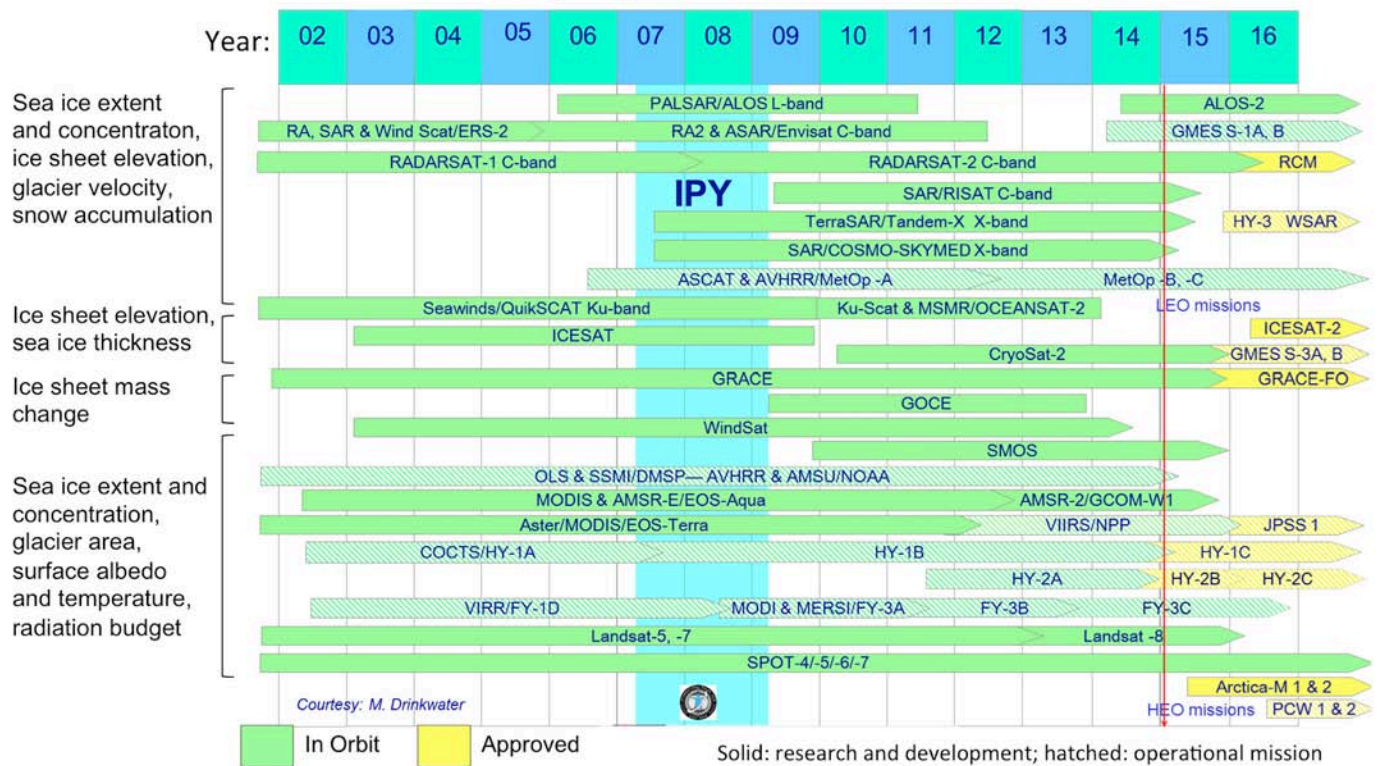 Year: 02 03 04 05 06 07 08 09 10 11 12 13 14 15 16
Sea ice extent
and concentraton,
ice sheet elevation,
glacier velocity,
snow accumulation
PALSAR/ALOS L-band ALOS-2
RA, SAR & Wind Scat/ERS-2 RA2 & ASAR/Envisat C-band GMES S-1A, B
RADARSAT-1 C-band RADARSAT-2 C-band RCM
IPY
SAR/RISAT C-band
TerraSAR/Tandem-X X-band HY-3 WSAR
SAR/COSMO-SKYMED X-band
ASCAT & AVHRR/MetOp -A MetOp -B, -C
Ice sheet elevation,
sea ice thickness
Seawinds/QuikSCAT Ku-band Ku-Scat & MSMR/OCEANSAT-2 LEO missions
ICESAT ICESAT-2
CryoSat-2 GMES S-3A, B
Ice sheet mass
change
GRACE GRACE-FO
GOCE
Sea ice extent and
concentration,
glacier area,
surface albedo
and temperature,
radiation budget
WindSat
SMOS
OLS & SSMI/DMSP— AVHRR & AMSU/NOAA
MODIS & AMSR-E/EOS-Aqua AMSR-2/GCOM-W1
Aster/MODIS/EOS-Terra VIIRS/NPP JPSS 1
COCTS/HY-1A HY-1B HY-1C
HY-2A HY-2B HY-2C
VIRR/FY-1D MODI & MERSI/FY-3A FY-3B FY-3C
Landsat-5, -7 Landsat -8
SPOT-4/-5/-6/-7
Arctica-M 1 & 2
Courtesy: M. Drinkwater HEO missions PCW 1 & 2
In Orbit Approved Solid: research and development; hatched: operational mission